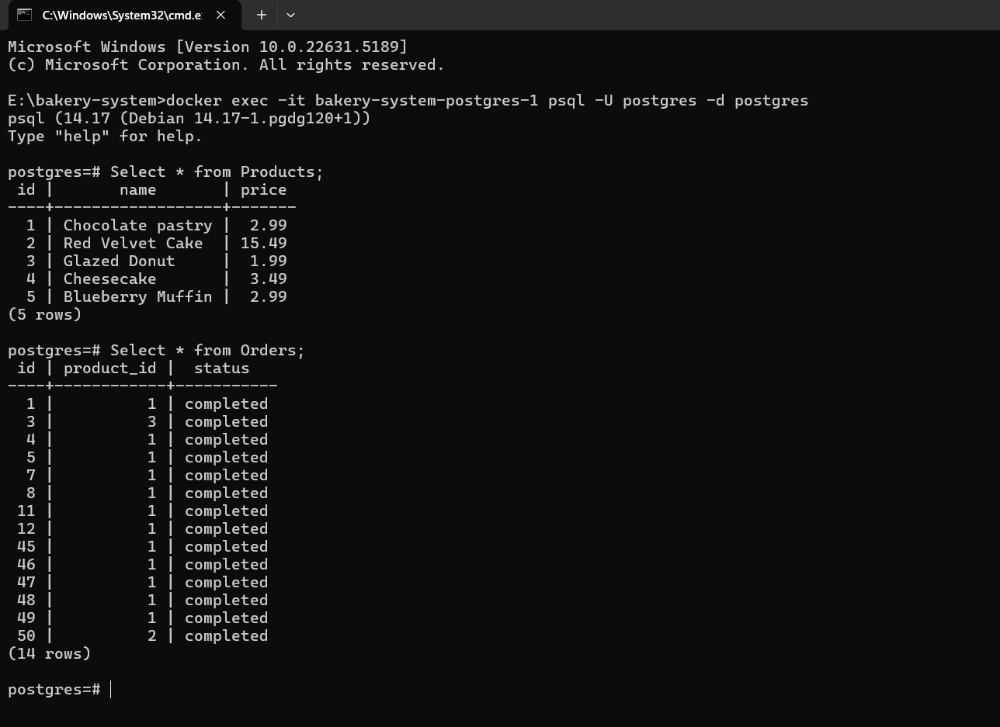 C:\Windows\System32\cmd.e
Microsoft Windows [Version 10.0.22631.5189]
(c) Microsoft Corporation. All rights reserved.
E:\bakery-system>docker exec -it bakery-system-postgres-1 psql -U postgres -d postgres
psql (14.17 (Debian 14.17-1.pgdg120+1))
Type "help" for help.
postgres=# Select * from Products;
 id |       name       | price
----+------------------+-------
  1 | Chocolate pastry |  2.99
  2 | Red Velvet Cake  | 15.49
  3 | Glazed Donut     |  1.99
  4 | Cheesecake       |  3.49
  5 | Blueberry Muffin |  2.99
(5 rows)
postgres=# Select * from Orders;
 id | product_id |  status
----+------------+-----------
  1 |          1 | completed
  3 |          3 | completed
  4 |          1 | completed
  5 |          1 | completed
  7 |          1 | completed
  8 |          1 | completed
 11 |          1 | completed
 12 |          1 | completed
 45 |          1 | completed
 46 |          1 | completed
 47 |          1 | completed
 48 |          1 | completed
 49 |          1 | completed
 50 |          2 | completed
(14 rows)
postgres=#